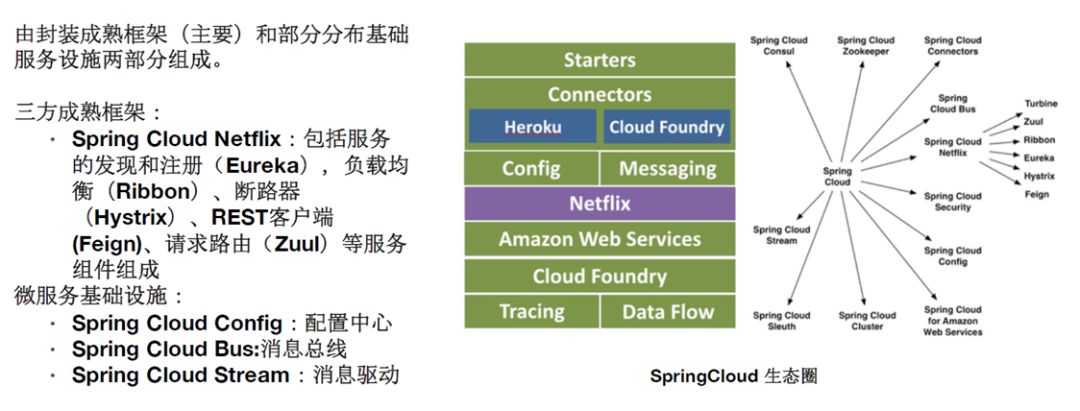 由封装成熟框架（主要）和部分分布基础
服务设施两部分组成。
三方成熟框架：
· Spring Cloud Netflix：包括服务
的发现和注册（Eureka），负载均
衡（Ribbon）、断路器
（Hystrix）、REST客户端
(Feign)、请求路由（Zuul）等服务
组件组成
微服务基础设施：
· Spring Cloud Config：配置中心
· Spring Cloud Bus:消息总线
· Spring Cloud Stream：消息驱动
Starters
Connectors
Heroku
Cloud Foundry
Config
Messaging
Netflix
Amazon Web Services
Cloud Foundry
Tracing
Data Flow
Spring Cloud
Consul
Spring Cloud
Zookeeper
Spring Cloud
Connectors
Spring
Cloud Bus
Spring Cloud
Netflix
Turbine
Zuul
Ribbon
Eureka
Hystrix
Feign
Spring
Cloud
Spring Cloud
Security
Spring Cloud
Stream
Spring Cloud
Config
Spring Cloud
Sleuth
Spring Cloud
Cluster
Spring Cloud
for Amazon
Web Services
SpringCloud 生态圈